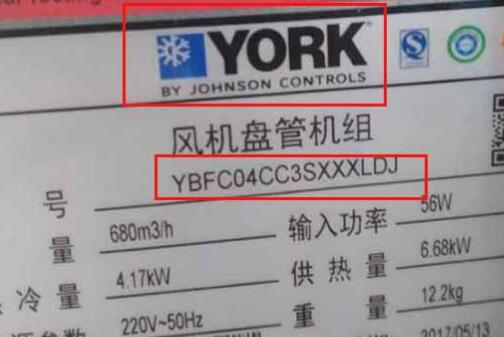 YORK
BY JOHNSON CONTROLS
风机盘管机组
号 YBFC04CC3SXXXLDJ
量 680m3/h 输入功率 56W
冷量 4.17kW 供热量 6.68kW
220V~50Hz 重量 12.2kg
2017/05/13